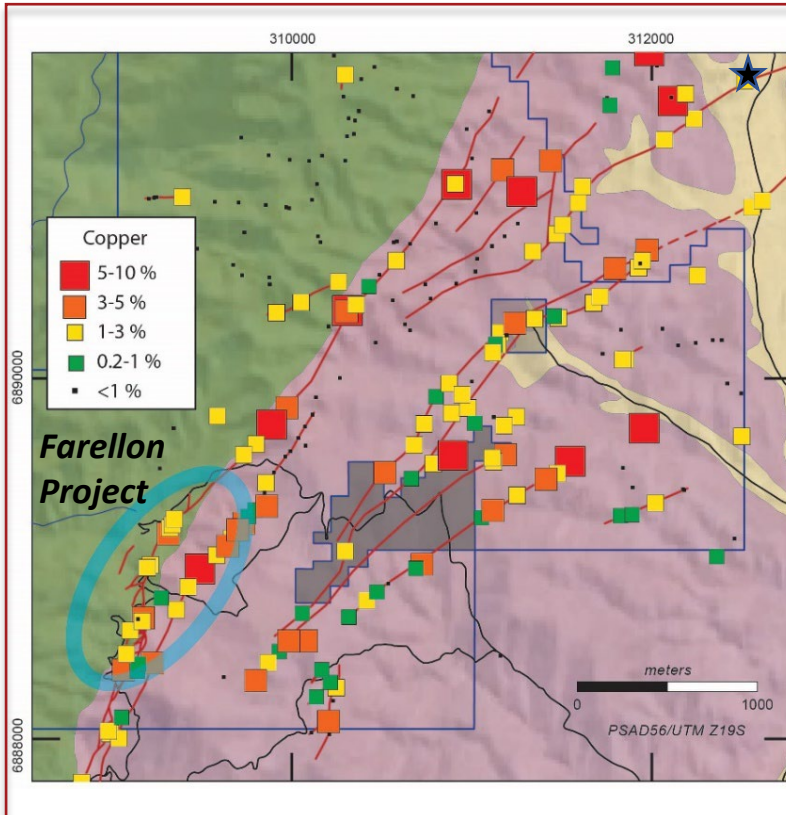 310000
312000
Copper
5-10 %
3-5 %
1-3 %
0.2-1 %
<1 %
6890000
Farellon
Project
meters
0
1000
PSAD56/UTM Z19S
6888000